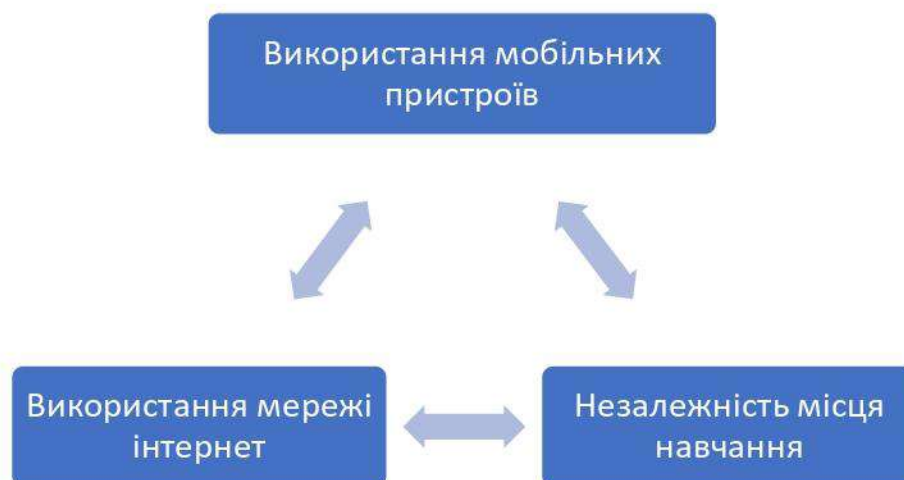 Використання мобільних
пристроїв
Використання мережі
інтернет
Незалежність місця
навчання